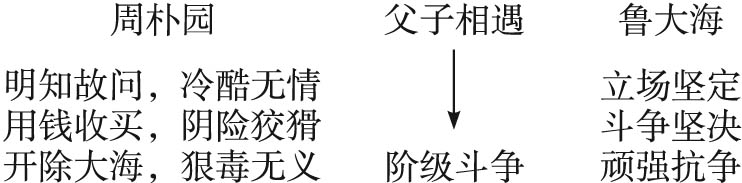 周朴园 父子相遇 鲁大海
明知故问，冷酷无情 立场坚定
用钱收买，阴险狡猾 斗争坚决
开除大海，狠毒无义 阶级斗争 顽强抗争